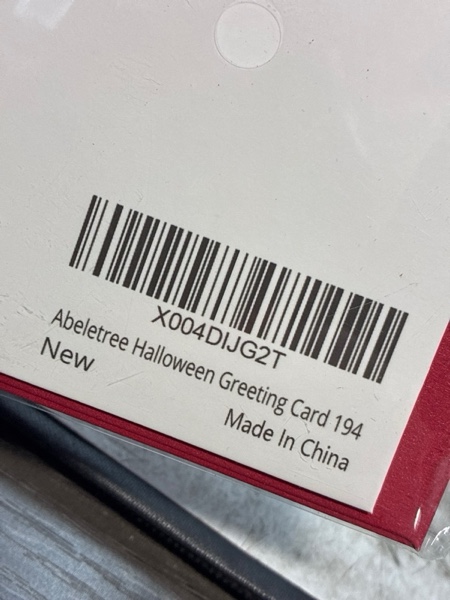 X004DIJG2T
Abeletree Halloween Greeting Card 194
New
Made In China